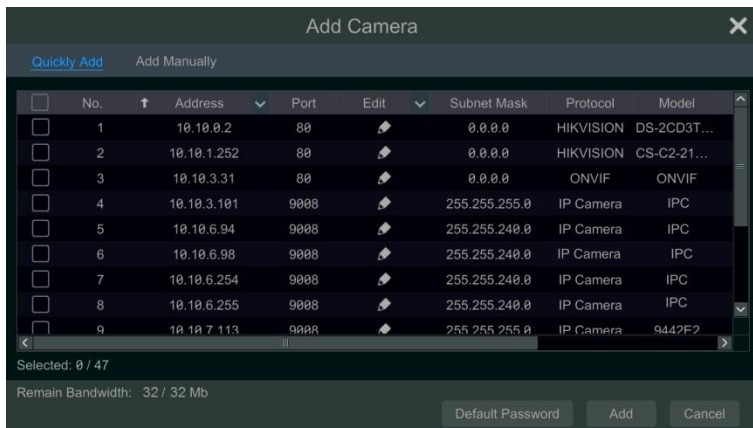 Add Camera
Quickly Add Add Manually
No. Address Port Edit Subnet Mask Protocol Model
1 10.10.0.2 80 0.0.0.0 HIKVISION DS-2CD3T...
2 10.10.1.252 80 0.0.0.0 HIKVISION CS-C2-21...
3 10.10.3.31 80 0.0.0.0 ONVIF ONVIF
4 10.10.3.101 9008 255.255.255.0 IP Camera IPC
5 10.10.6.94 9008 255.255.240.0 IP Camera IPC
6 10.10.6.98 9008 255.255.240.0 IP Camera IPC
7 10.10.6.254 9008 255.255.240.0 IP Camera IPC
8 10.10.6.255 9008 255.255.240.0 IP Camera IPC
9 10.10.7.113 9008 255.255.255.0 IP Camera 9442E2
Selected: 0 / 47
Remain Bandwidth: 32 / 32 Mb
Default Password Add Cancel